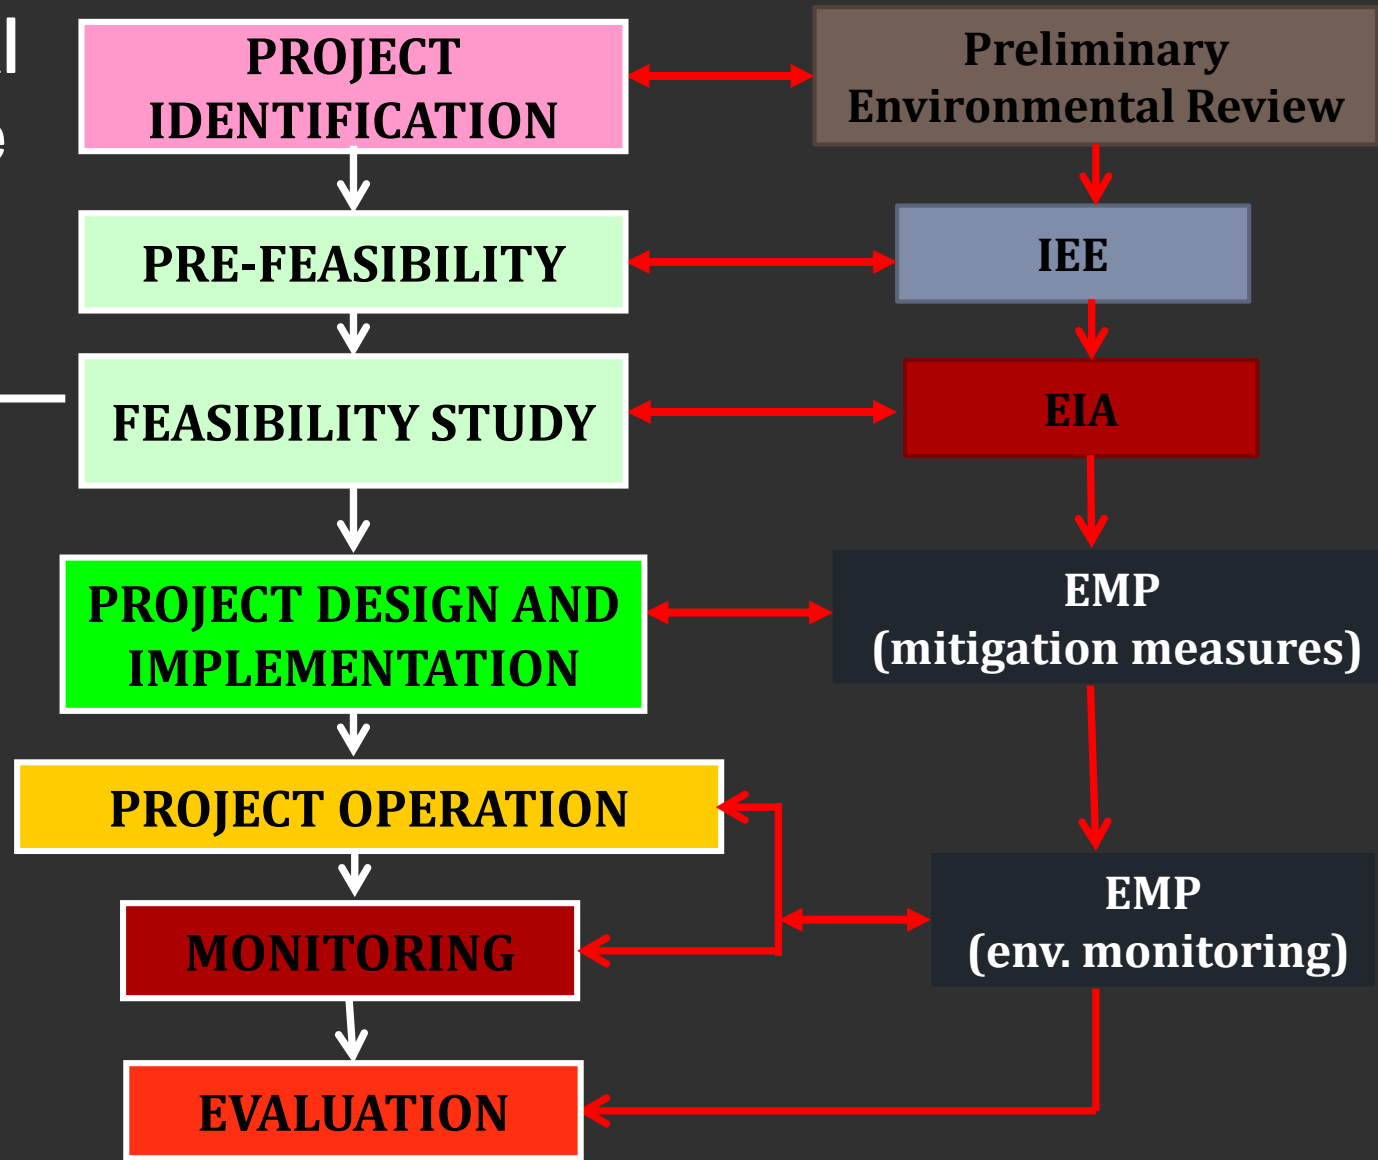 PROJECT
IDENTIFICATION
Preliminary
Environmental Review
PRE-FEASIBILITY
IEE
FEASIBILITY STUDY
EIA
PROJECT DESIGN AND
IMPLEMENTATION
EMP
(mitigation measures)
PROJECT OPERATION
MONITORING
EMP
(env. monitoring)
EVALUATION